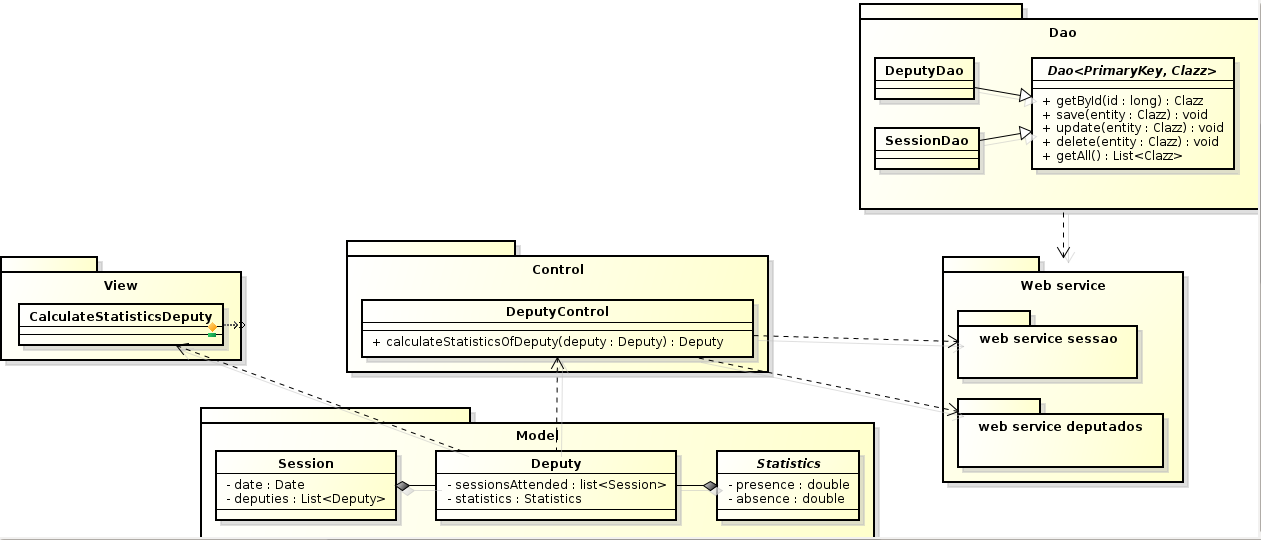 Dao
DeputyDao
Dao<PrimaryKey, Clazz>
+ getById(id : long) : Clazz
+ save(entity : Clazz) : void
+ update(entity : Clazz) : void
+ delete(entity : Clazz) : void
+ getAll() : List<Clazz>
SessionDao
View
CalculateStatisticsDeputy
Control
DeputyControl
+ calculateStatisticsOfDeputy(deputy : Deputy) : Deputy
Web service
web service sessao
web service deputados
Model
Session
- date : Date
- deputies : List<Deputy>
Deputy
- sessionsAttended : list<Session>
- statistics : Statistics
Statistics
- presence : double
- absence : double